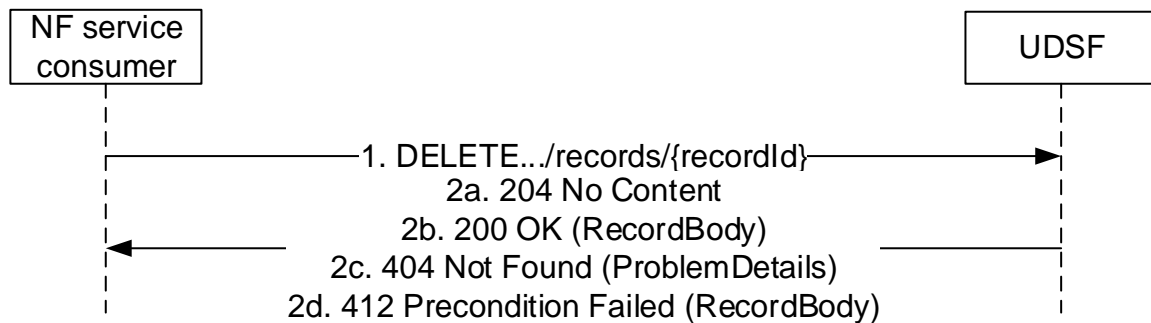 NF service
consumer
UDSF
1. DELETE.../records/{recordId}
2a. 204 No Content
2b. 200 OK (RecordBody)
2c. 404 Not Found (ProblemDetails)
2d. 412 Precondition Failed (RecordBody)